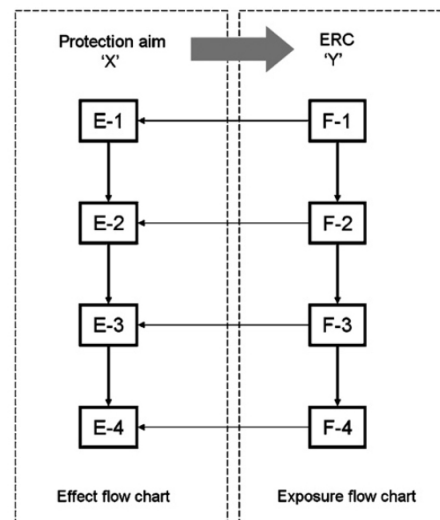 Protection aim
‘X’
ERC
‘Y’
E-1
F-1
E-2
F-2
E-3
F-3
E-4
F-4
Effect flow chart
Exposure flow chart